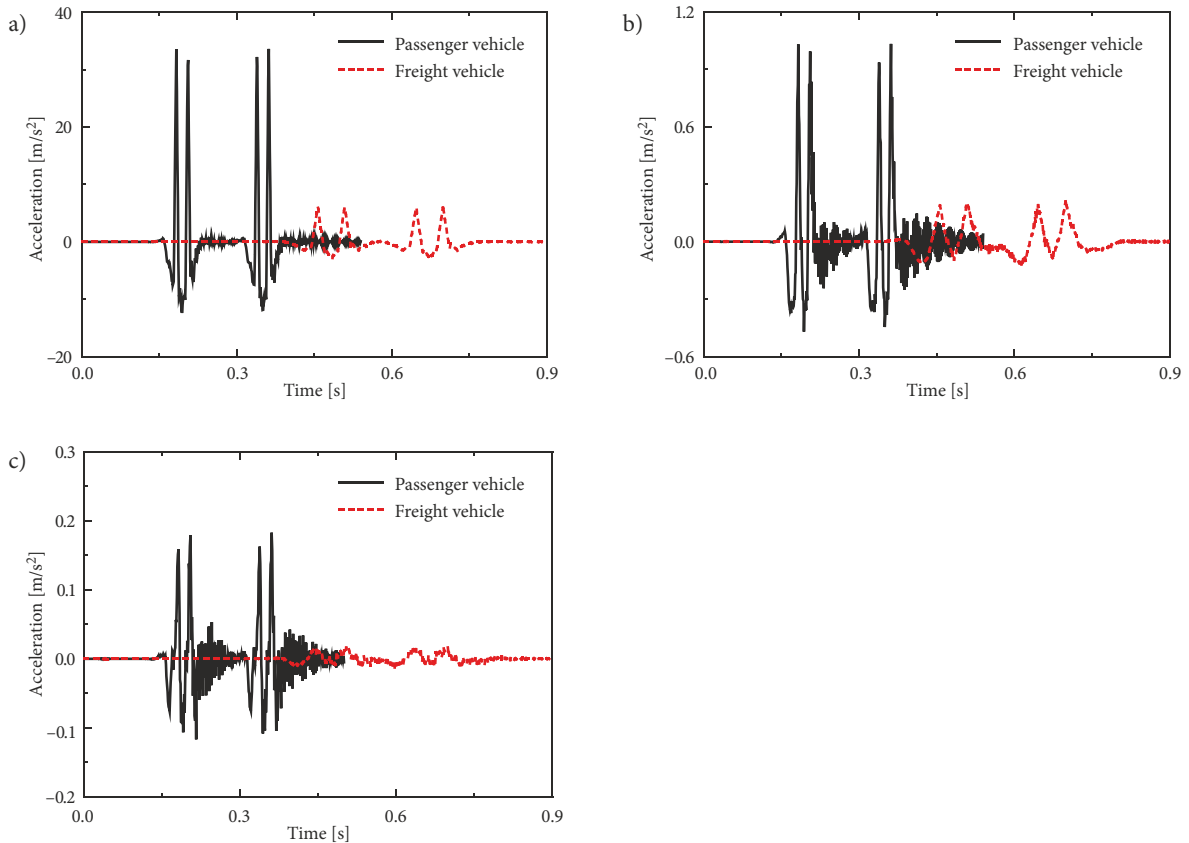 a)
40
20
0
–20
Acceleration [m/s²]
Passenger vehicle
Freight vehicle
0.0 0.3 0.6 0.9
Time [s]
b)
1.2
0.6
0.0
–0.6
Acceleration [m/s²]
Passenger vehicle
Freight vehicle
0.0 0.3 0.6 0.9
Time [s]
c)
0.3
0.2
0.1
0.0
–0.1
–0.2
Acceleration [m/s²]
Passenger vehicle
Freight vehicle
0.0 0.3 0.6 0.9
Time [s]